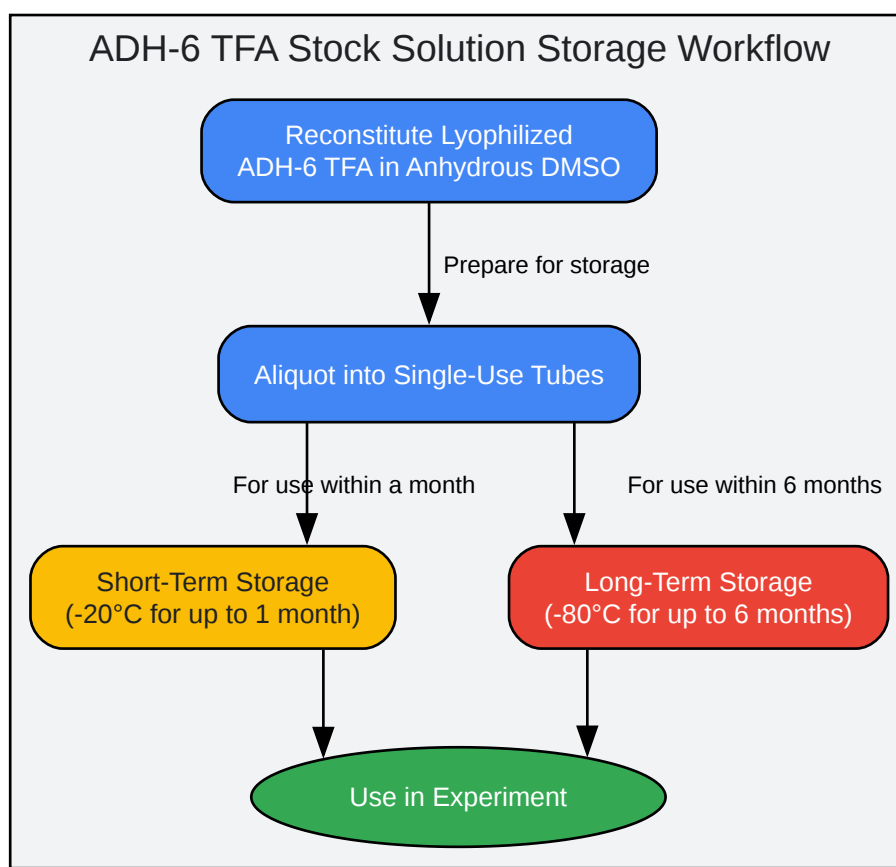 ADH-6 TFA Stock Solution Storage Workflow
Reconstitute Lyophilized
ADH-6 TFA in Anhydrous DMSO
Prepare for storage
Aliquot into Single-Use Tubes
For use within a month
For use within 6 months
Short-Term Storage
(-20°C for up to 1 month)
Long-Term Storage
(-80°C for up to 6 months)
Use in Experiment